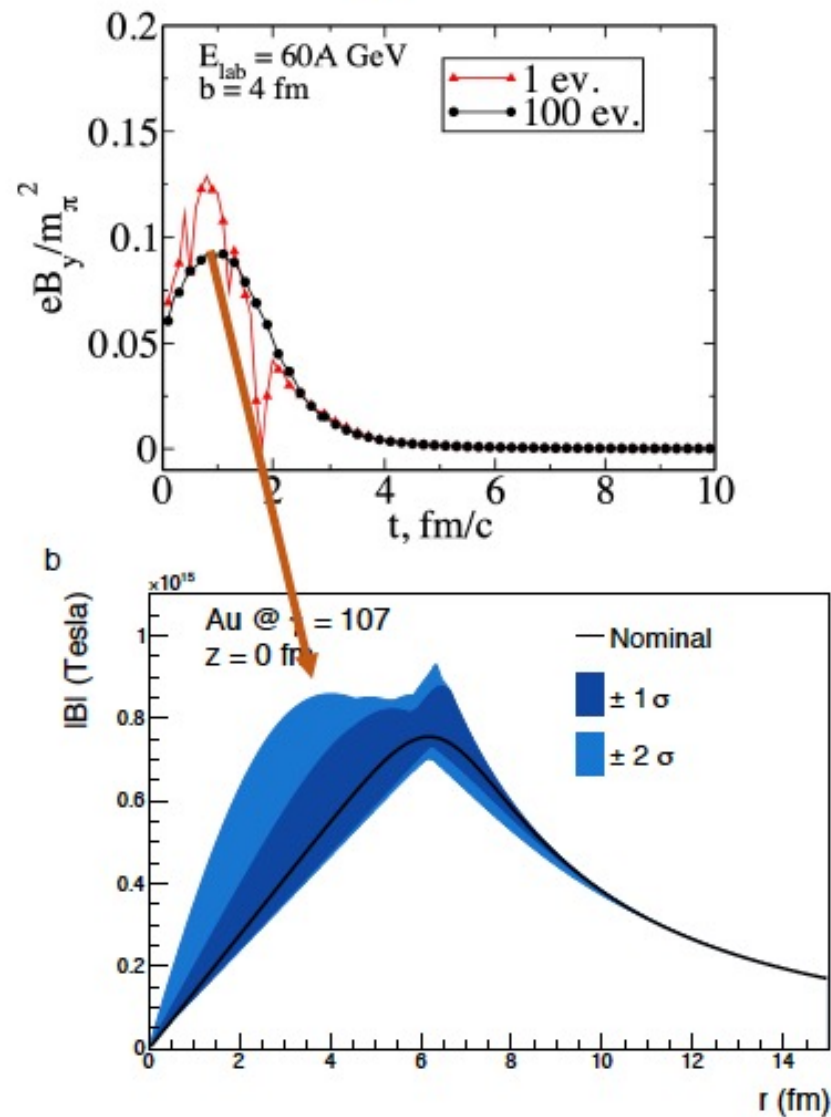 0.2
E_lab = 60A GeV
b = 4 fm
1 ev.
100 ev.
0.15
0.1
0.05
0
eB_y/m_π^2
0 2 4 6 8 10
t, fm/c
b
×10^15
Au @ = 107
z = 0 fm
Nominal
± 1 σ
± 2 σ
1
0.8
0.6
0.4
0.2
0
|B| (Tesla)
0 2 4 6 8 10 12 14
r (fm)